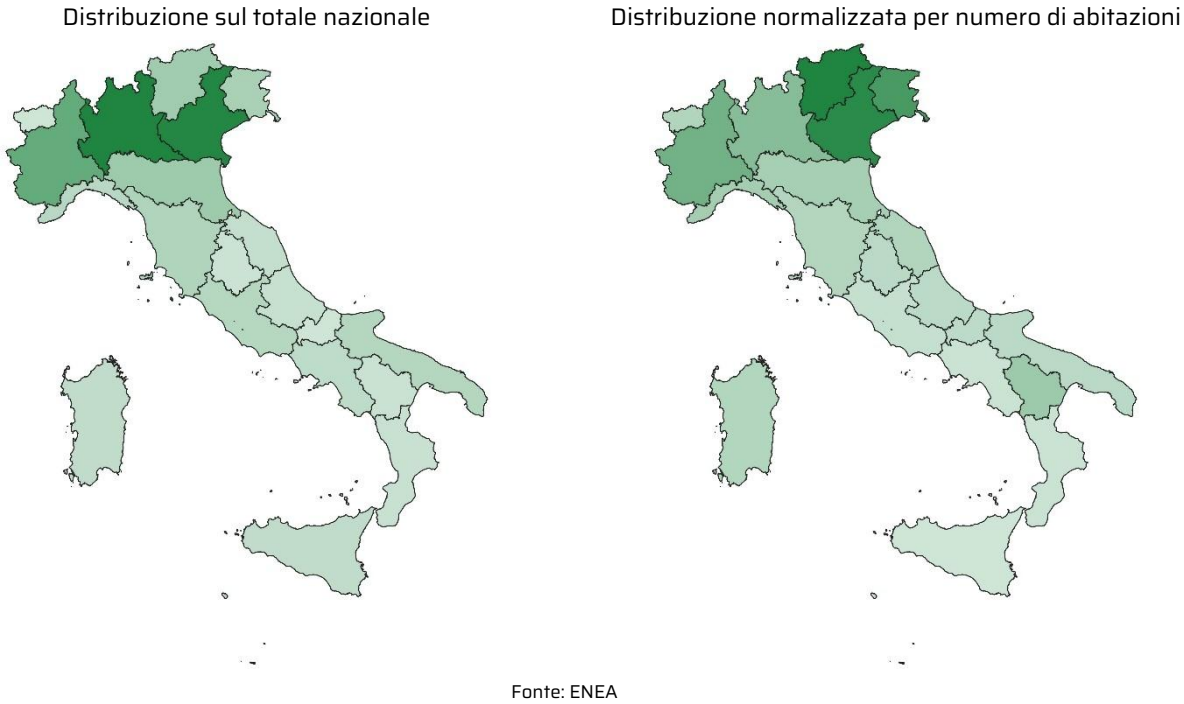 Distribuzione sul totale nazionale
Distribuzione normalizzata per numero di abitazioni
Fonte: ENEA